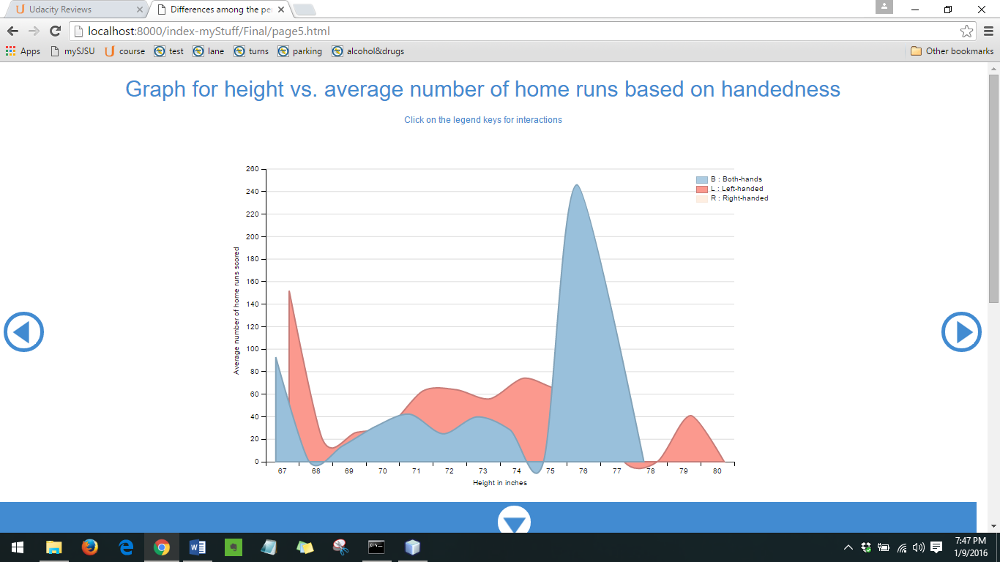 Udacity Reviews
Differences among the pe
localhost:8000/index-myStuff/Final/page5.html
Apps mySJSU course test lane turns parking alcohol&drugs Other bookmarks
Graph for height vs. average number of home runs based on handedness
Click on the legend keys for interactions
Average number of home runs scored
260
240
220
200
180
160
140
120
100
80
60
40
20
0
B : Both-hands
L : Left-handed
R : Right-handed
67 68 69 70 71 72 73 74 75 76 77 78 79 80
Height in inches
7:47 PM
1/9/2016